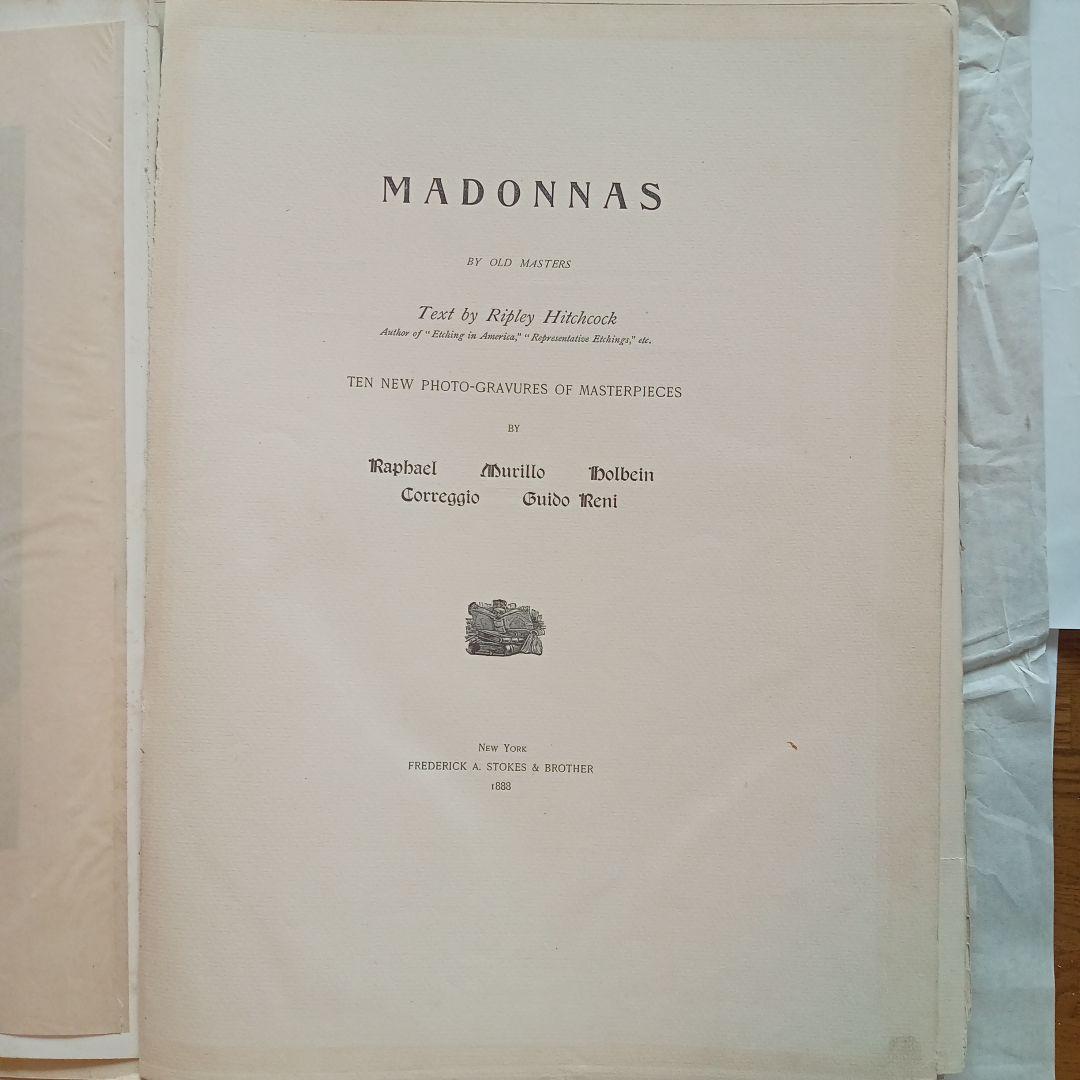 MADONNAS
BY OLD MASTERS
Text by Ripley Hitchcock
Author of "Etching in America," "Representative Etchings," etc.
TEN NEW PHOTO-GRAVURES OF MASTERPIECES
BY
Raphael Murillo Holbein
Correggio Guido Reni
New York
FREDERICK A. STOKES & BROTHER
1888